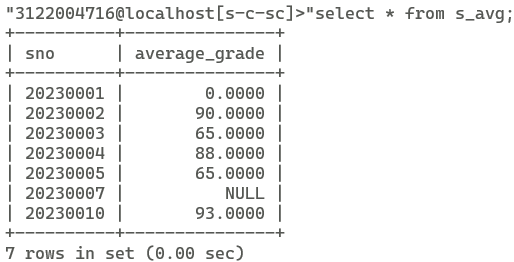 "3122004716@localhost[s-c-sc]>"select * from s_avg;
+----------+---------------+
| sno      | average_grade |
+----------+---------------+
| 20230001 |        0.0000 |
| 20230002 |       90.0000 |
| 20230003 |       65.0000 |
| 20230004 |       88.0000 |
| 20230005 |       65.0000 |
| 20230007 |          NULL |
| 20230010 |       93.0000 |
+----------+---------------+
7 rows in set (0.00 sec)